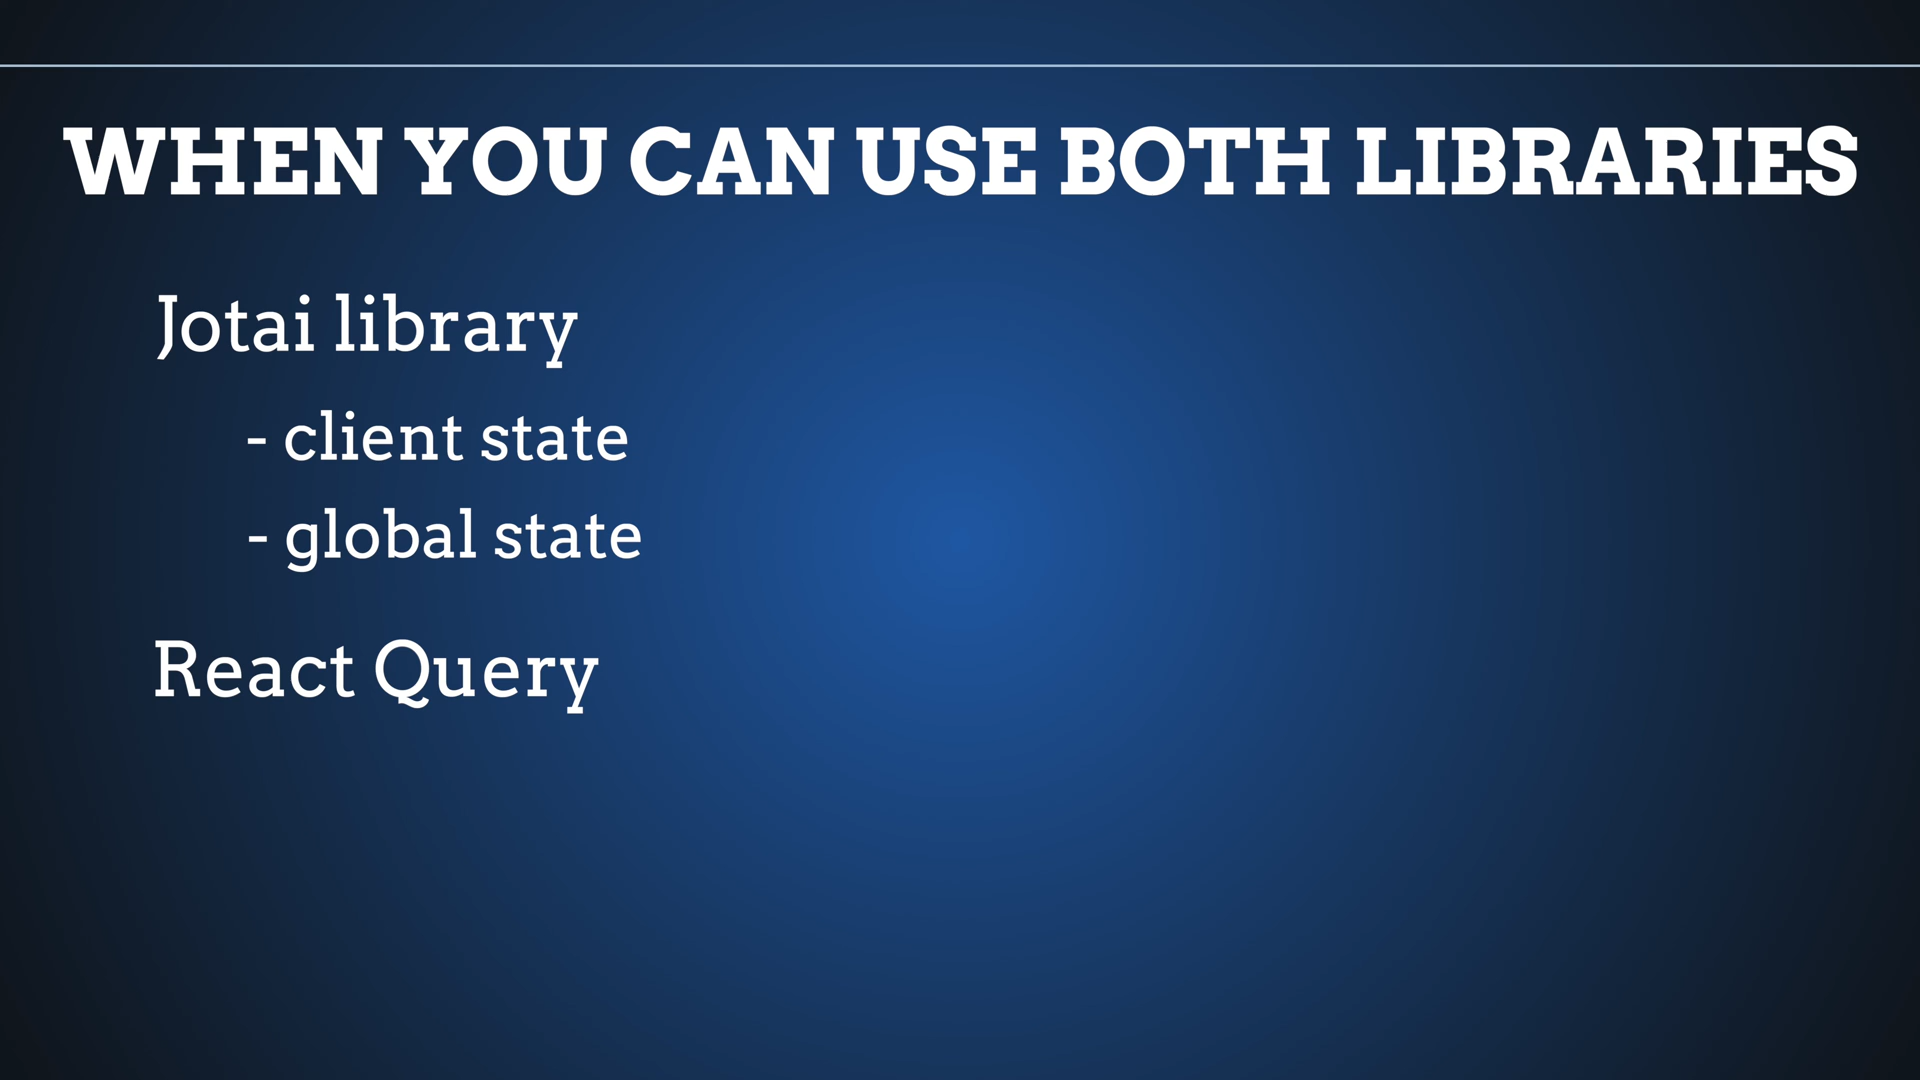 WHEN YOU CAN USE BOTH LIBRARIES
Jotai library
- client state
- global state
React Query